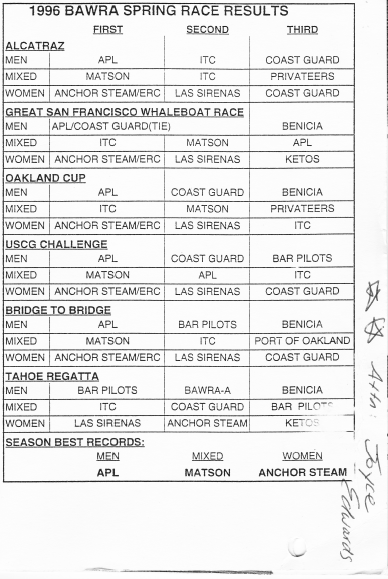 1996 BAWRA SPRING RACE RESULTS
FIRST SECOND THIRD
ALCATRAZ
MEN APL ITC COAST GUARD
MIXED MATSON ITC PRIVATEERS
WOMEN ANCHOR STEAM/ERC LAS SIRENAS COAST GUARD
GREAT SAN FRANCISCO WHALEBOAT RACE
MEN APL/COAST GUARD(TIE) BENICIA
MIXED ITC MATSON APL
WOMEN ANCHOR STEAM/ERC LAS SIRENAS KETOS
OAKLAND CUP
MEN APL COAST GUARD BENICIA
MIXED ITC MATSON PRIVATEERS
WOMEN ANCHOR STEAM/ERC LAS SIRENAS ITC
USCG CHALLENGE
MEN APL COAST GUARD BAR PILOTS
MIXED MATSON APL ITC
WOMEN ANCHOR STEAM/ERC LAS SIRENAS COAST GUARD
BRIDGE TO BRIDGE
MEN APL BAR PILOTS BENICIA
MIXED MATSON ITC PORT OF OAKLAND
WOMEN ANCHOR STEAM/ERC LAS SIRENAS COAST GUARD
TAHOE REGATTA
MEN BAR PILOTS BAWRA-A BENICIA
MIXED ITC COAST GUARD BAR PILOTS
WOMEN LAS SIRENAS ANCHOR STEAM KETOS
SEASON BEST RECORDS:
MEN MIXED WOMEN
APL MATSON ANCHOR STEAM
Attn: Joyce
Edwards